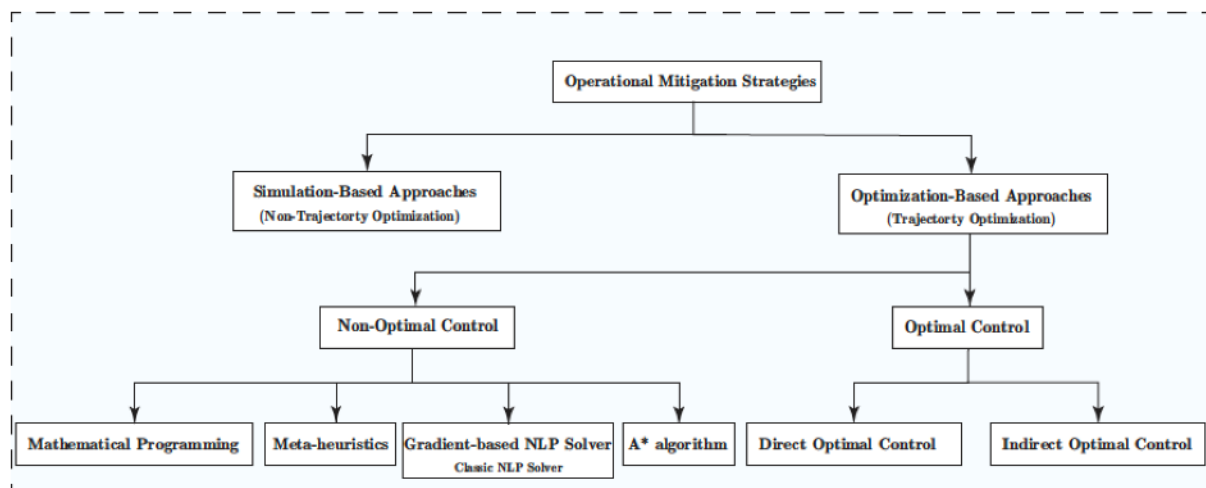 Operational Mitigation Strategies
Simulation-Based Approaches
(Non-Trajectorty Optimization)
Optimization-Based Approaches
(Trajectorty Optimization)
Non-Optimal Control
Optimal Control
Mathematical Programming
Meta-heuristics
Gradient-based NLP Solver
Classic NLP Solver
A* algorithm
Direct Optimal Control
Indirect Optimal Control